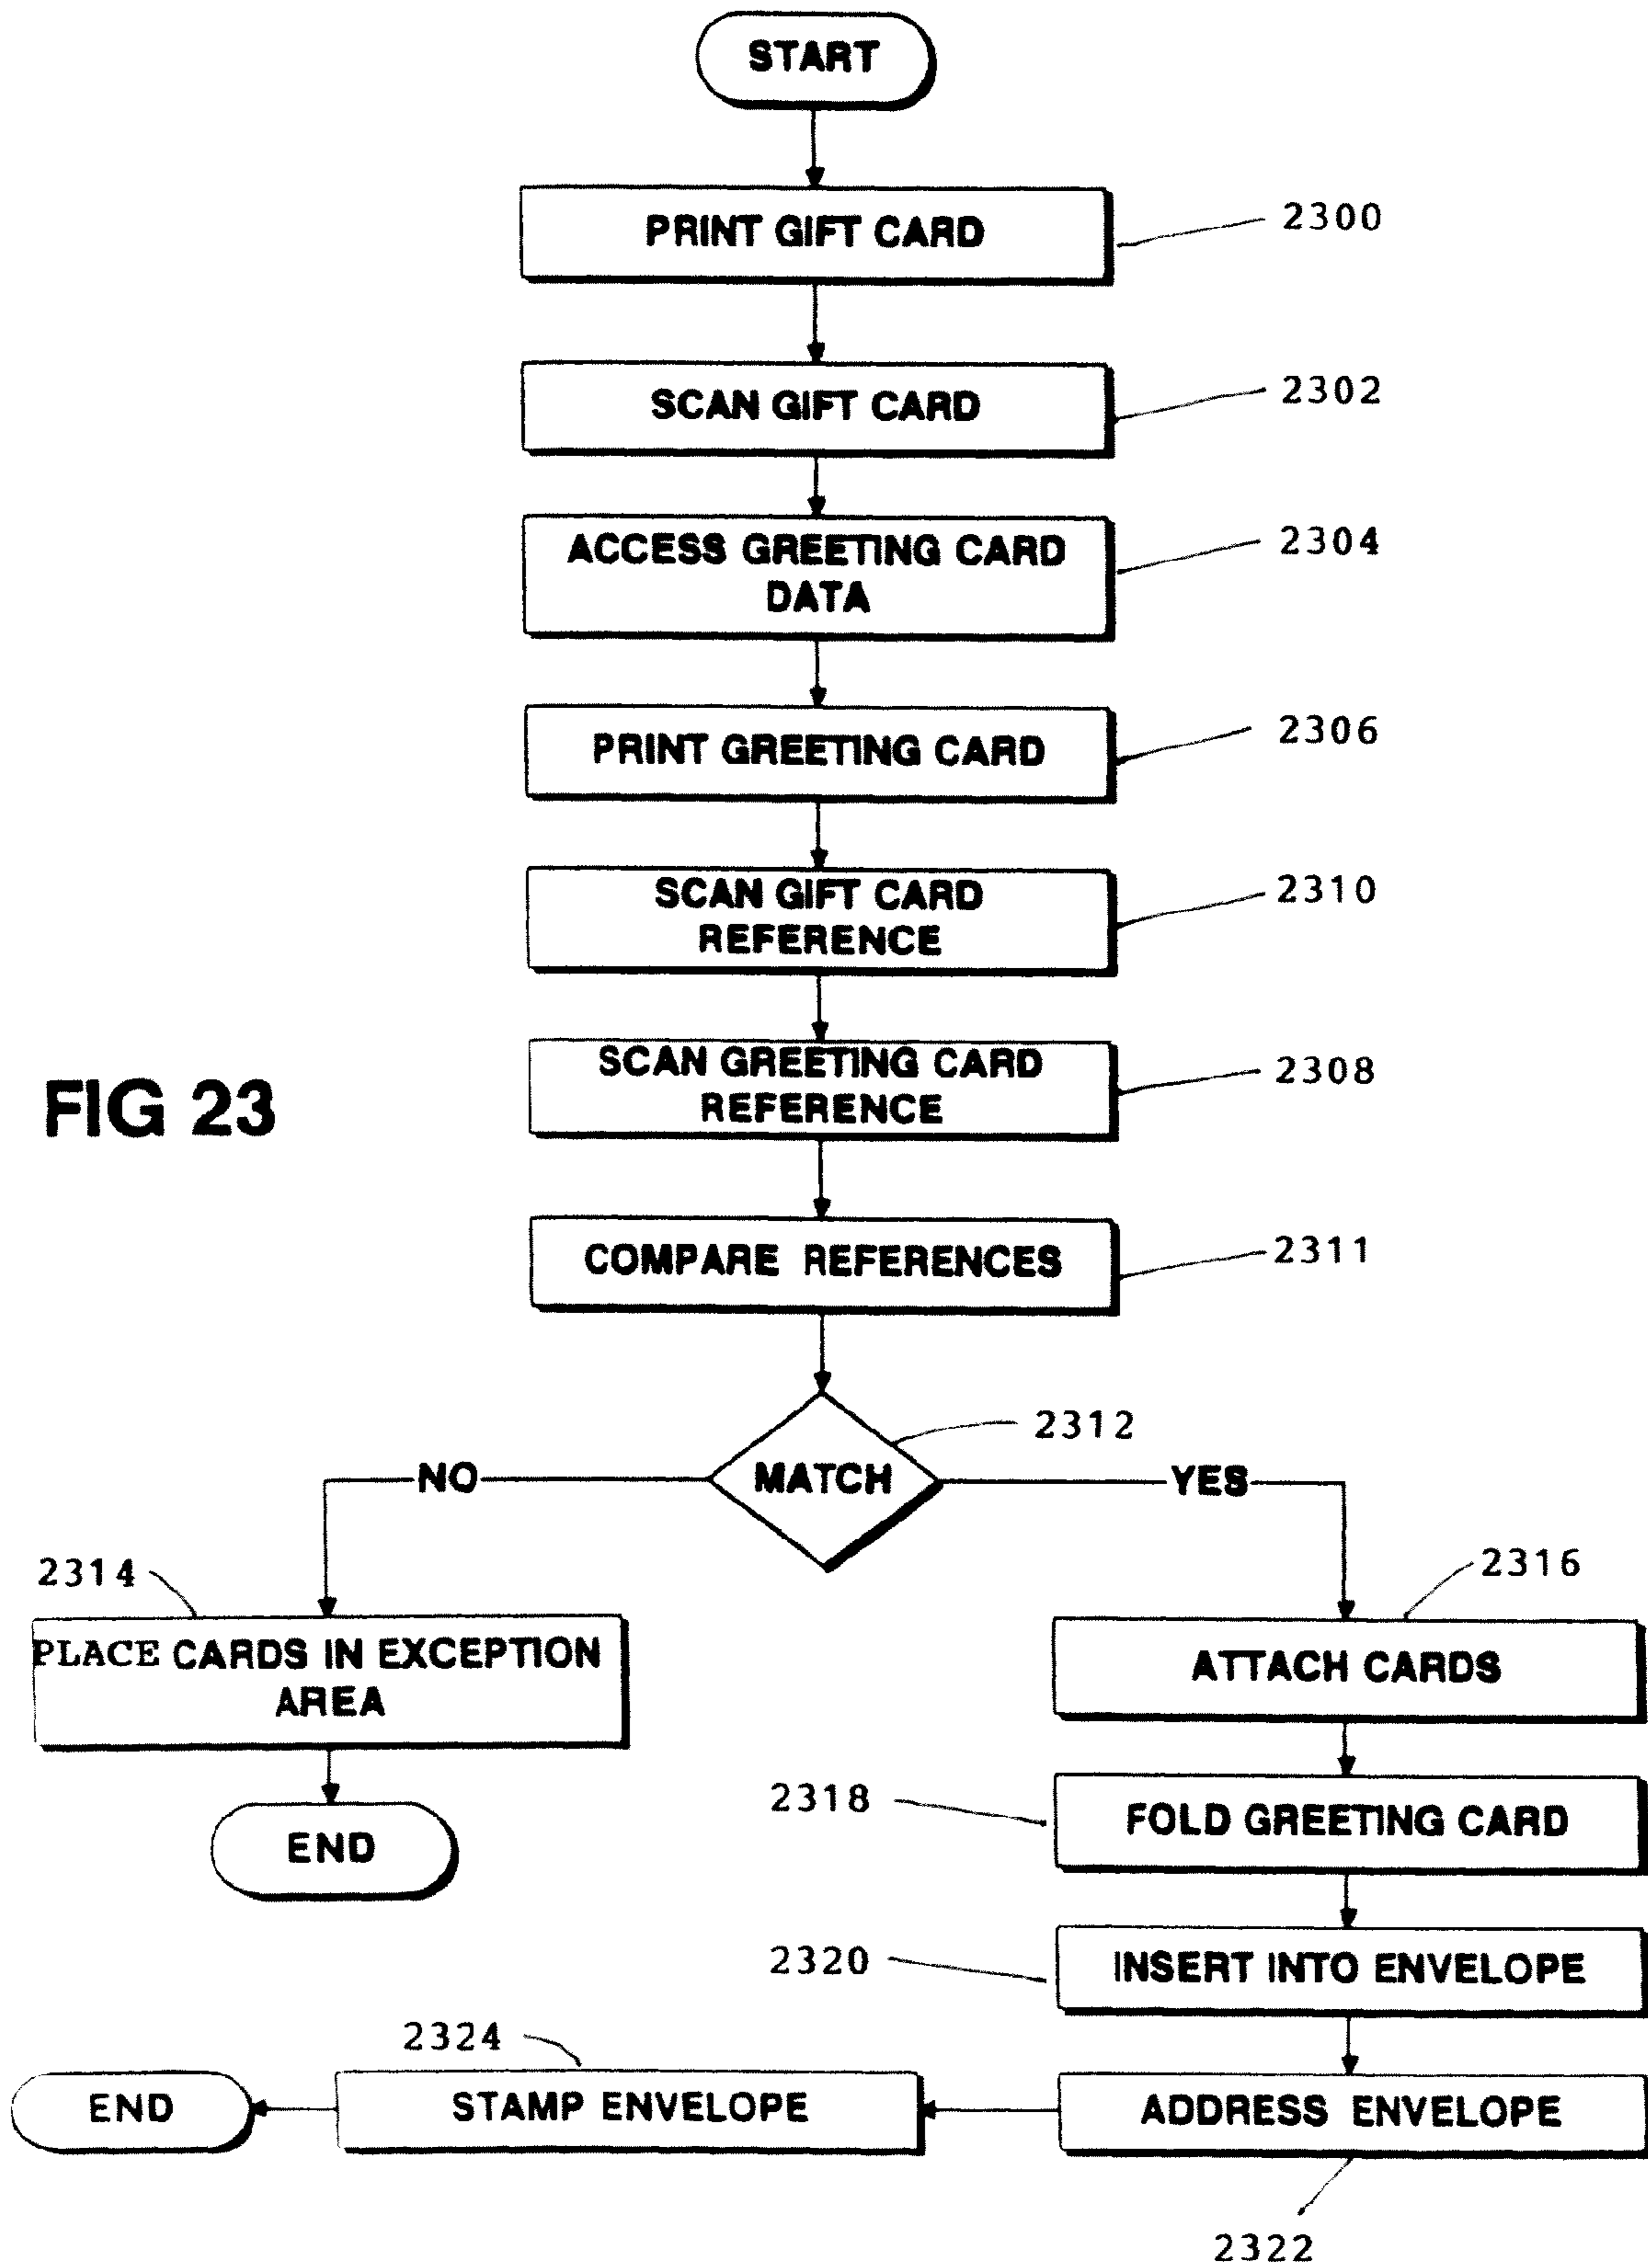 START
PRINT GIFT CARD
2300
SCAN GIFT CARD
2302
ACCESS GREETING CARD
DATA
2304
PRINT GREETING CARD
2306
SCAN GIFT CARD
REFERENCE
2310
SCAN GREETING CARD
REFERENCE
2308
FIG 23
COMPARE REFERENCES
2311
MATCH
2312
NO
YES
2314
PLACE CARDS IN EXCEPTION
AREA
END
2316
ATTACH CARDS
2318
FOLD GREETING CARD
2320
INSERT INTO ENVELOPE
2324
END
STAMP ENVELOPE
ADDRESS ENVELOPE
2322